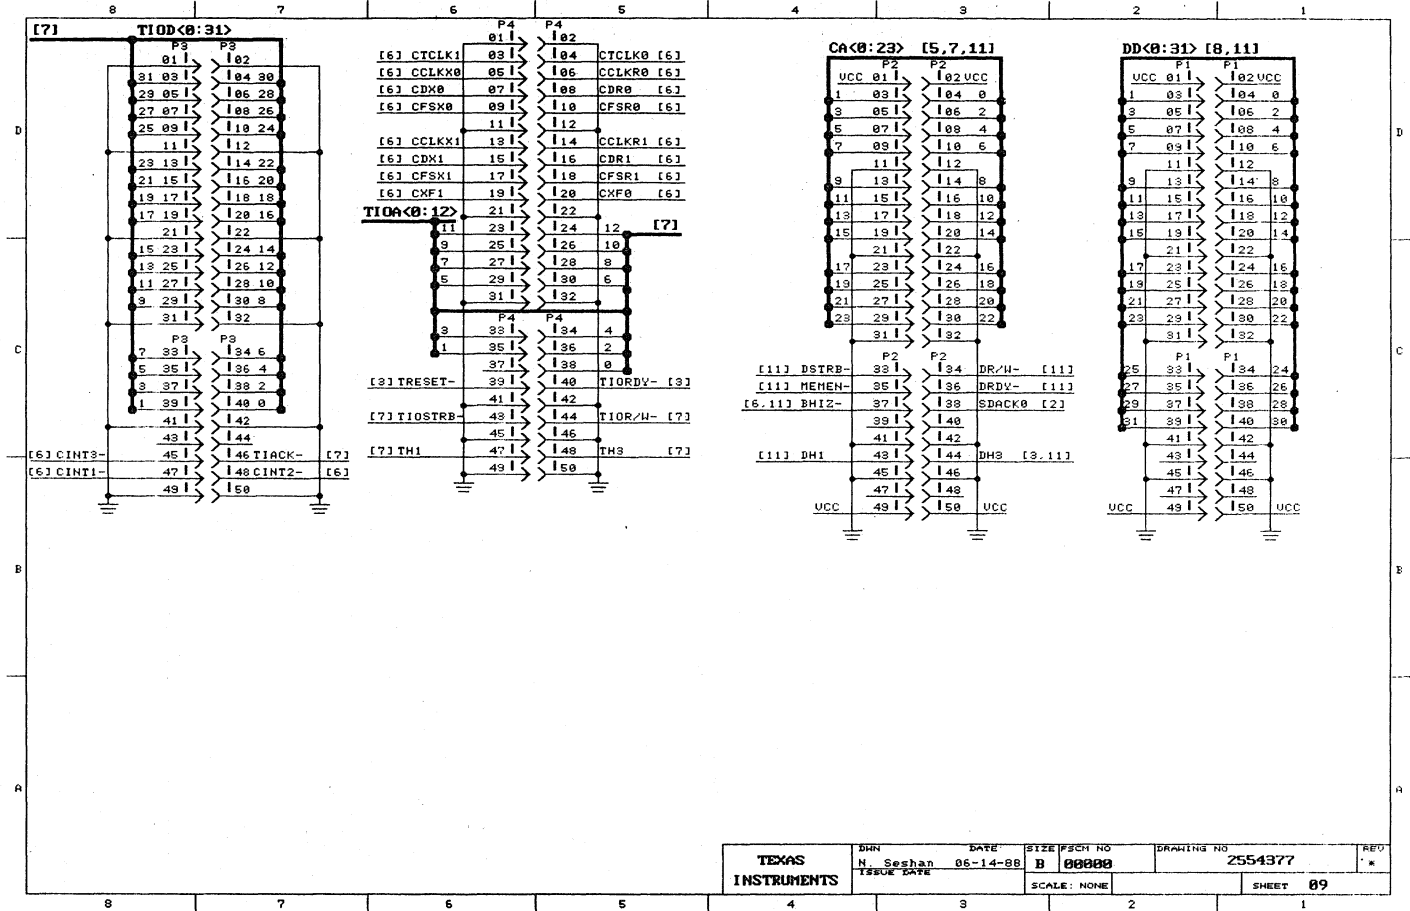 8 7 6 5 4 3 2 1
[7] TIOD<0:31>
P3 P3
01 02
31 03 04 30
29 05 06 28
27 07 08 26
25 09 10 24
11 12
23 13 14 22
21 15 16 20
19 17 18 18
17 19 20 16
21 22
15 23 24 14
13 25 26 12
11 27 28 10
9 29 30 8
31 32
P3 P3
7 33 34 6
5 35 36 4
3 37 38 2
1 39 40 0
41 42
43 44
[6] CINT3- 45 46 TIACK- [7]
[6] CINT1- 47 48 CINT2- [6]
49 50
P4 P4
01 02
[6] CTCLK1 03 04 CTCLK0 [6]
[6] CCLKX0 05 06 CCLKR0 [6]
[6] CDX0 07 08 CDR0 [6]
[6] CFSX0 09 10 CFSR0 [6]
11 12
[6] CCLKX1 13 14 CCLKR1 [6]
[6] CDX1 15 16 CDR1 [6]
[6] CFSX1 17 18 CFSR1 [6]
[6] CXF1 19 20 CXF0 [6]
TIOA<0:12> 21 22 [7]
11 23 24 12
9 25 26 10
7 27 28 8
5 29 30 6
31 32
P4 P4
3 33 34 4
1 35 36 2
37 38 0
[3] TRESET- 39 40 TIORDY- [3]
41 42
[7] TIOSTRB- 43 44 TIOR/W- [7]
45 46
[7] TH1 47 48 TH3 [7]
49 50
CA<0:23> [5,7,11]
P2 P2
VCC 01 02 VCC
1 03 04 0
3 05 06 2
5 07 08 4
7 09 10 6
11 12
9 13 14 8
11 15 16 10
13 17 18 12
15 19 20 14
21 22
17 23 24 16
19 25 26 18
21 27 28 20
23 29 30 22
31 32
P2 P2
[11] DSTRB- 33 34 DR/W- [11]
[11] MEMEN- 35 36 DRDY- [11]
[6,11] BHIZ- 37 38 SDACK0 [2]
39 40
41 42
[11] DH1 43 44 DH3 [3,11]
45 46
47 48
VCC 49 50 VCC
DD<0:31> [8,11]
P1 P1
VCC 01 02 VCC
1 03 04 0
3 05 06 2
5 07 08 4
7 09 10 6
11 12
9 13 14 8
11 15 16 10
13 17 18 12
15 19 20 14
21 22
17 23 24 16
19 25 26 18
21 27 28 20
23 29 30 22
31 32
P1 P1
25 33 34 24
27 35 36 26
29 37 38 28
31 39 40 30
41 42
43 44
45 46
47 48
VCC 49 50 VCC
D D
C C
B B
A A
TEXAS
INSTRUMENTS
DWN DATE
N. Seshan 06-14-88
ISSUE DATE
SIZE FSCM NO
B 00000
DRAWING NO
2554377
REV
*
SCALE: NONE
SHEET 09
8 7 6 5 4 3 2 1